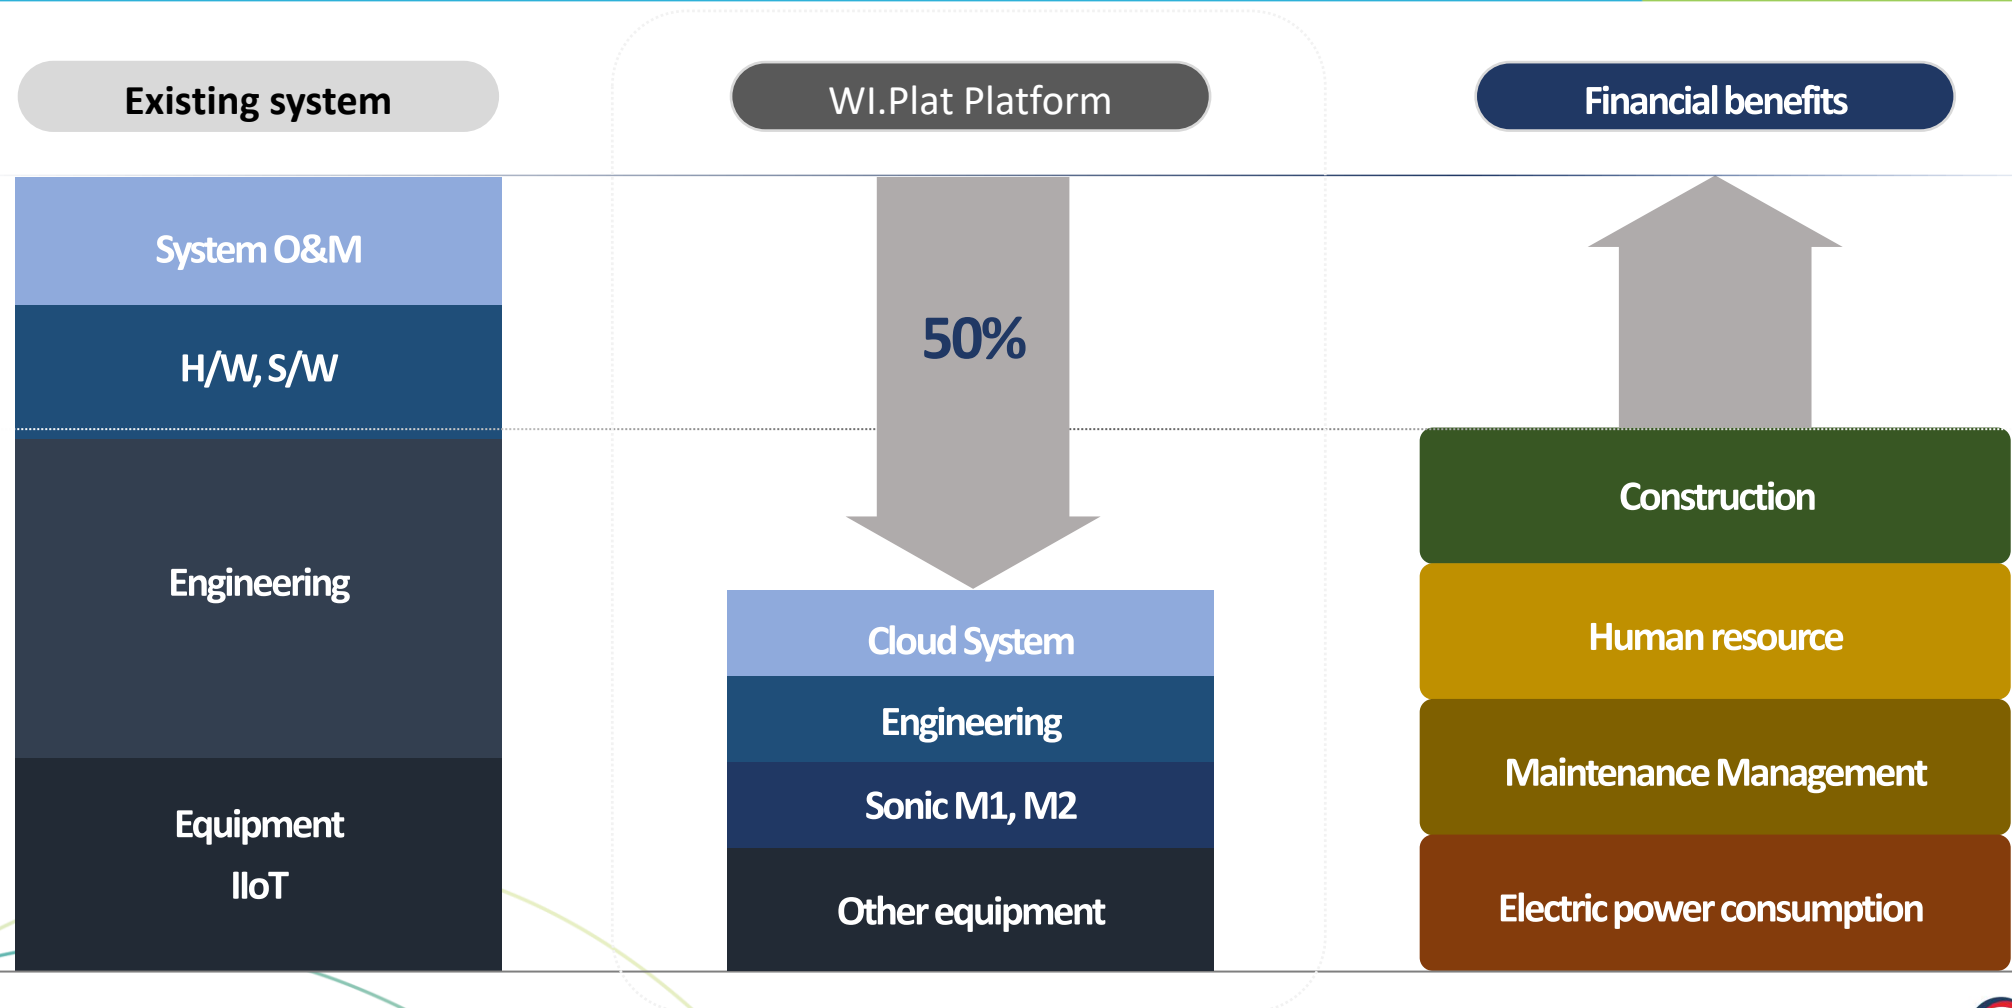 Existing system
WI.Plat Platform
Financial benefits
System O&M
H/W, S/W
Engineering
Equipment
IIoT
50%
Cloud System
Engineering
Sonic M1, M2
Other equipment
Construction
Human resource
Maintenance Management
Electric power consumption